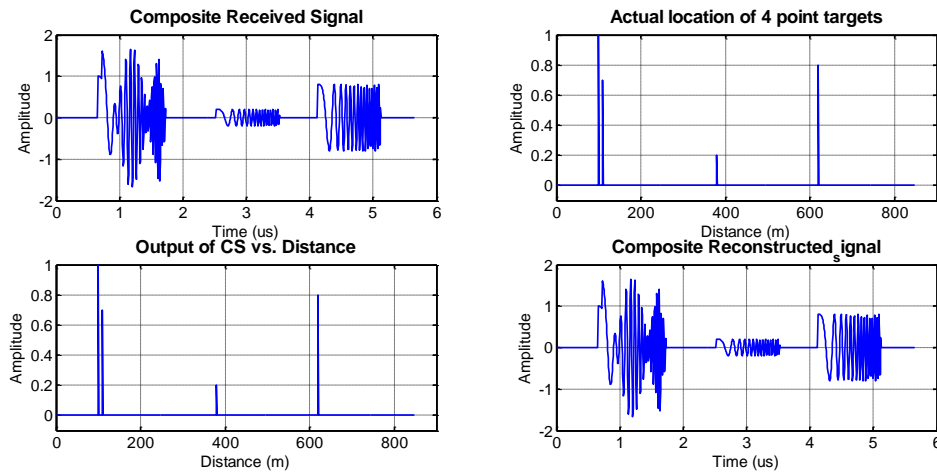 Composite Received Signal
2
1
0
-1
-2
Amplitude
0 1 2 3 4 5 6
Time (us)
Actual location of 4 point targets
1
0.8
0.6
0.4
0.2
0
Amplitude
0 200 400 600 800
Distance (m)
Output of CS vs. Distance
1
0.8
0.6
0.4
0.2
0
Amplitude
0 200 400 600 800
Distance (m)
Composite Reconstructed_signal
2
1
0
-1
-2
Amplitude
0 1 2 3 4 5 6
Time (us)